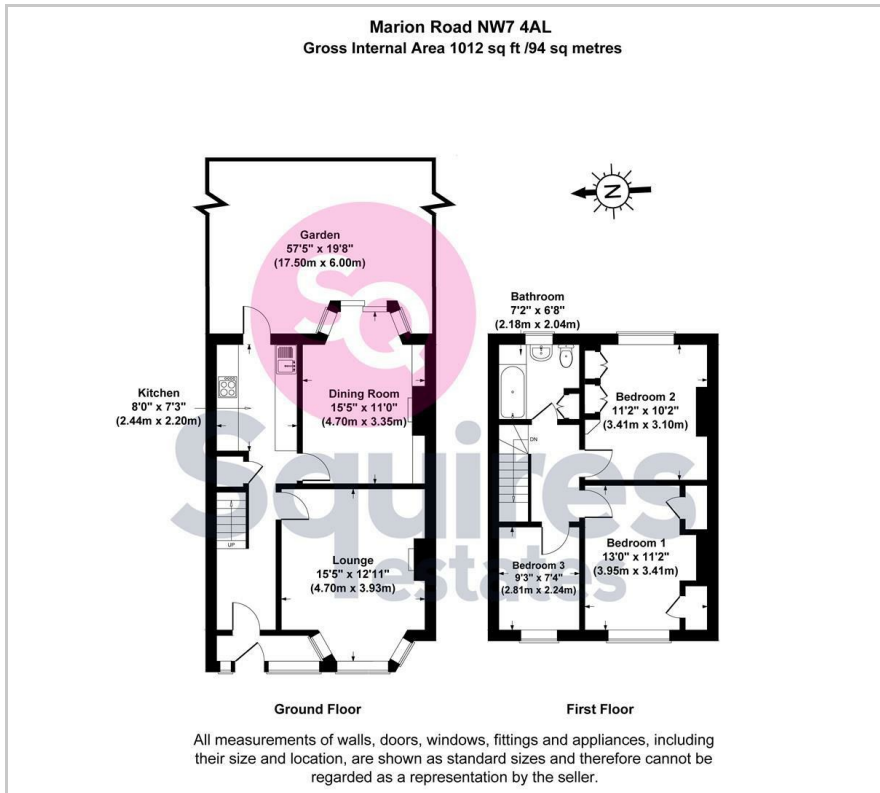 Marion Road NW7 4AL
Gross Internal Area 1012 sq ft /94 sq metres
Garden
57'5" x 19'8"
(17.50m x 6.00m)
N
SQ
Bathroom
7'2" x 6'8"
(2.18m x 2.04m)
Kitchen
8'0" x 7'3"
(2.44m x 2.20m)
Dining Room
15'5" x 11'0"
(4.70m x 3.35m)
Bedroom 2
11'2" x 10'2"
(3.41m x 3.10m)
DN
Squires
estates
UP
Lounge
15'5" x 12'11"
(4.70m x 3.93m)
Bedroom 3
9'3" x 7'4"
(2.81m x 2.24m)
Bedroom 1
13'0" x 11'2"
(3.95m x 3.41m)
Ground Floor
First Floor
All measurements of walls, doors, windows, fittings and appliances, including
their size and location, are shown as standard sizes and therefore cannot be
regarded as a representation by the seller.